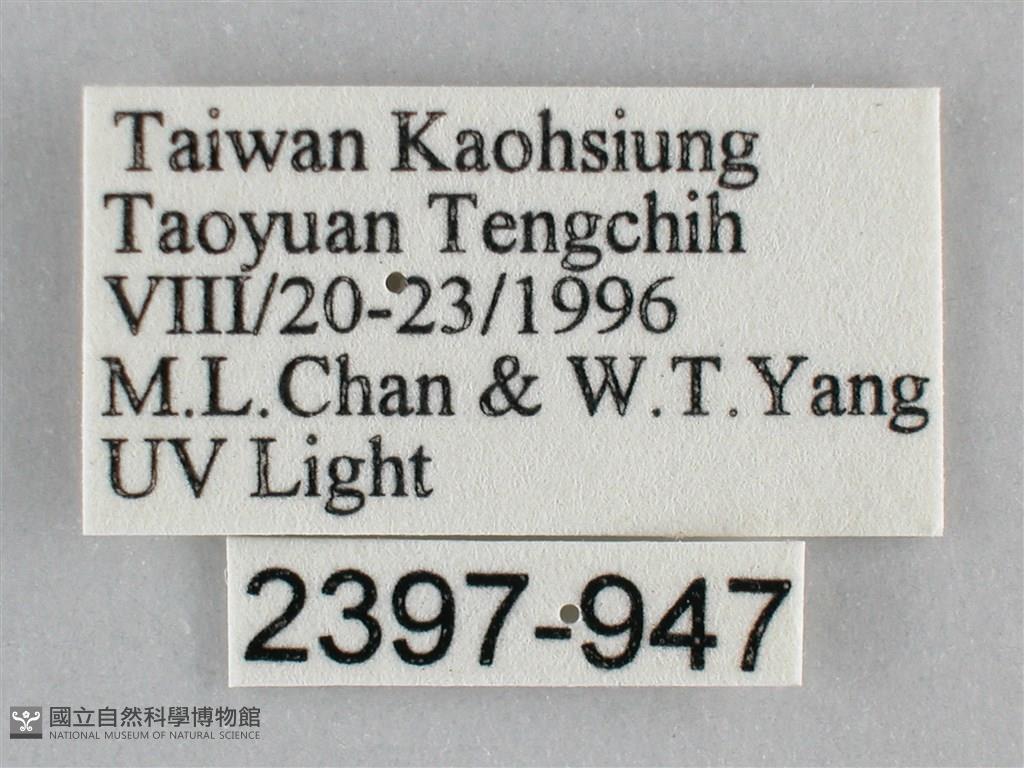 Taiwan Kaohsiung
Taoyuan Tengchih
VIII/20-23/1996
M.L.Chan & W.T.Yang
UV Light
2397-947
國立自然科學博物館
NATIONAL MUSEUM OF NATURAL SCIENCE